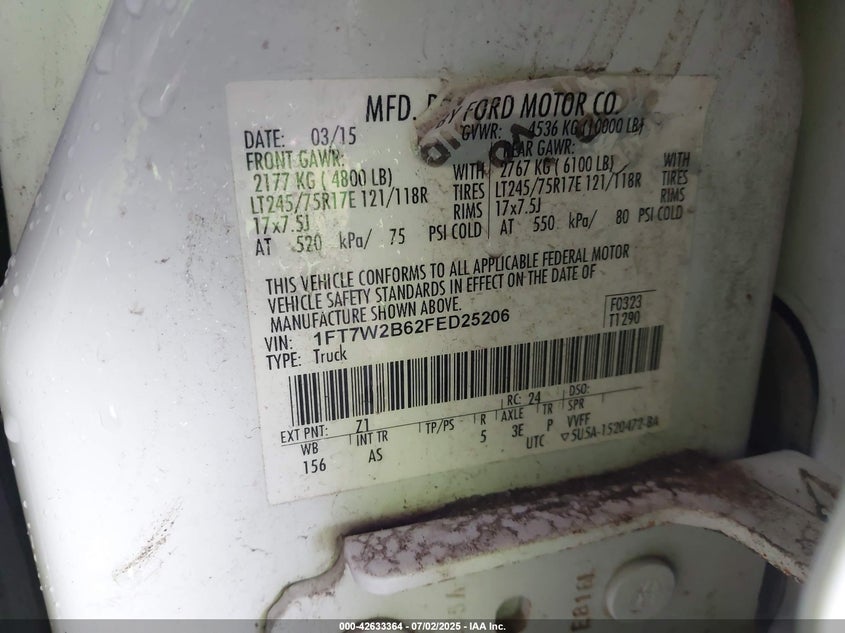 MFD. BY FORD MOTOR CO.
DATE: 03/15 GVWR: 4536 KG (10000 LB)
FRONT GAWR: REAR GAWR:
2177 KG ( 4800 LB) WITH 2767 KG ( 6100 LB) WITH
LT245/75R17E 121/118R TIRES LT245/75R17E 121/118R TIRES
17x7.5J RIMS 17x7.5J RIMS
AT 520 kPa/ 75 PSI COLD AT 550 kPa/ 80 PSI COLD
THIS VEHICLE CONFORMS TO ALL APPLICABLE FEDERAL MOTOR
VEHICLE SAFETY STANDARDS IN EFFECT ON THE DATE OF
MANUFACTURE SHOWN ABOVE.
VIN: 1FT7W2B62FED25206
F0323
T1290
TYPE: Truck
RC: 24 DSO:
EXT PNT: Z1
WB INT TR TP/PS R AXLE TR SPR
156 AS 5 3E P VVFF
UTC ▽5U5A-1520472-BA
000-42633364 - 07/02/2025 - IAA Inc.